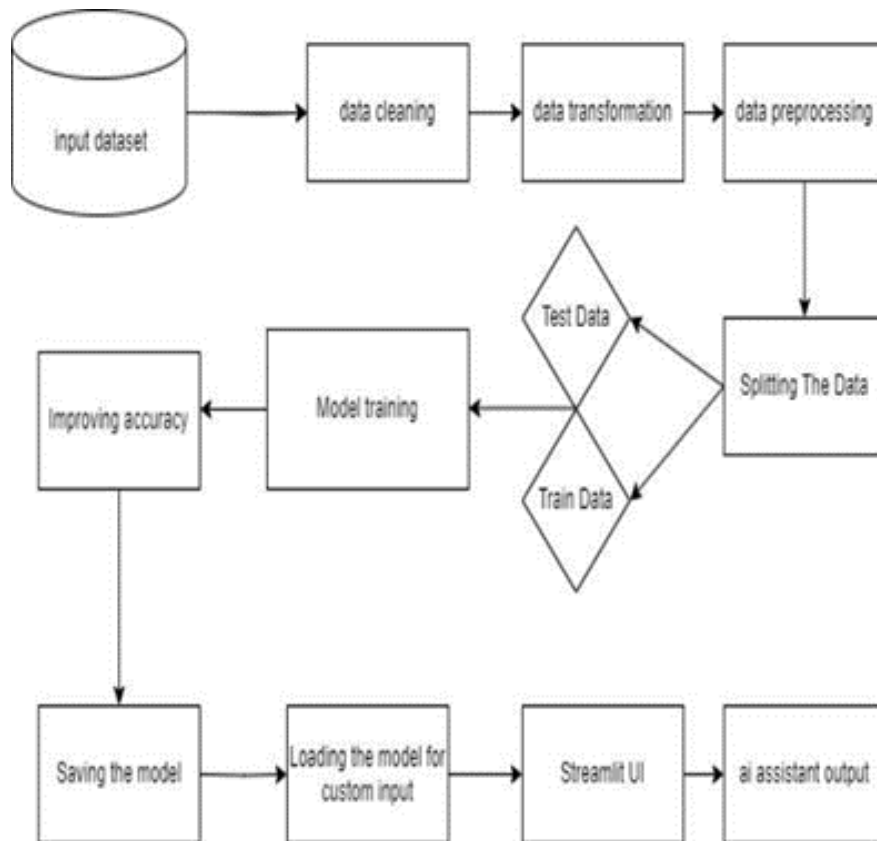 input dataset
data cleaning
data transformation
data preprocessing
Test Data
Splitting The Data
Model training
Improving accuracy
Train Data
Saving the model
Loading the model for
custom input
Streamlit UI
ai assistant output